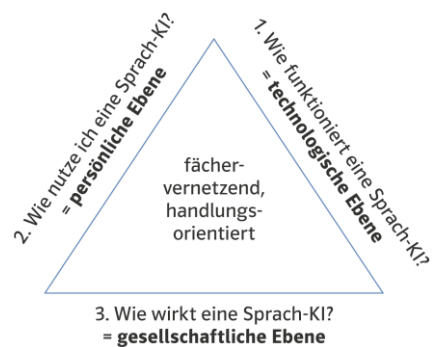 1. Wie funktioniert eine Sprach-KI?
= technologische Ebene
2. Wie nutze ich eine Sprach-KI?
= persönliche Ebene
fächer-
vernetzend,
handlungs-
orientiert
3. Wie wirkt eine Sprach-KI?
= gesellschaftliche Ebene